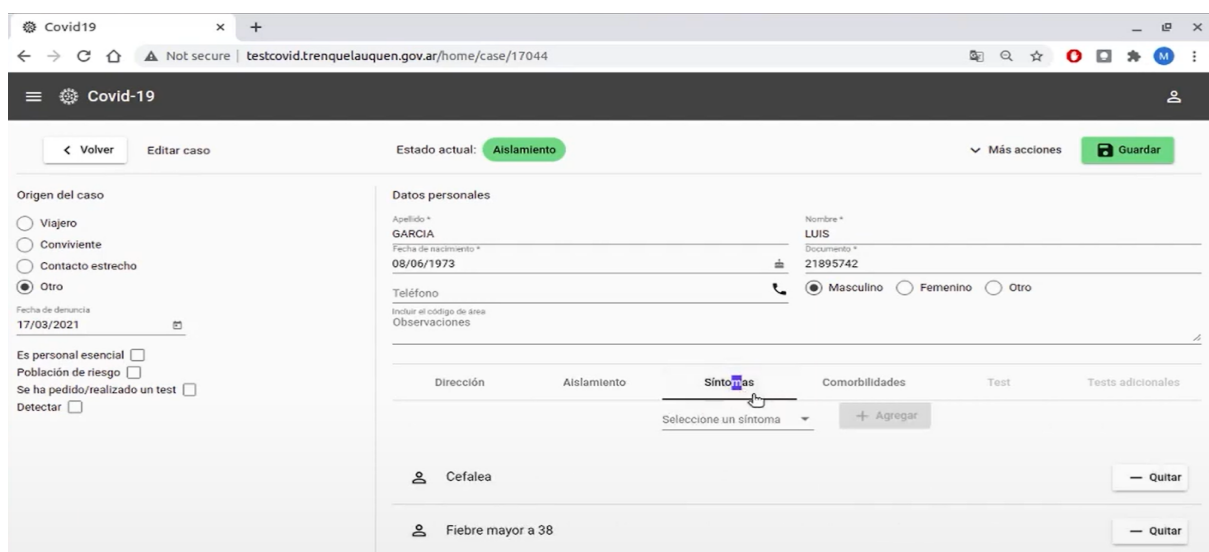 Covid19
Not secure | testcovid.trenquelauquen.gov.ar/home/case/17044
M
Covid-19
Volver Editar caso Estado actual: Aislamiento Más acciones Guardar
Origen del caso
Viajero
Conviviente
Contacto estrecho
Otro
Fecha de denuncia
17/03/2021
Es personal esencial
Población de riesgo
Se ha pedido/realizado un test
Detectar
Datos personales
Apellido * Nombre *
GARCIA LUIS
Fecha de nacimiento * Documento *
08/06/1973 21895742
Teléfono Masculino Femenino Otro
Incluir el código de área
Observaciones
Dirección Aislamiento Síntomas Comorbilidades Test Tests adicionales
Seleccione un síntoma + Agregar
Cefalea — Quitar
Fiebre mayor a 38 — Quitar